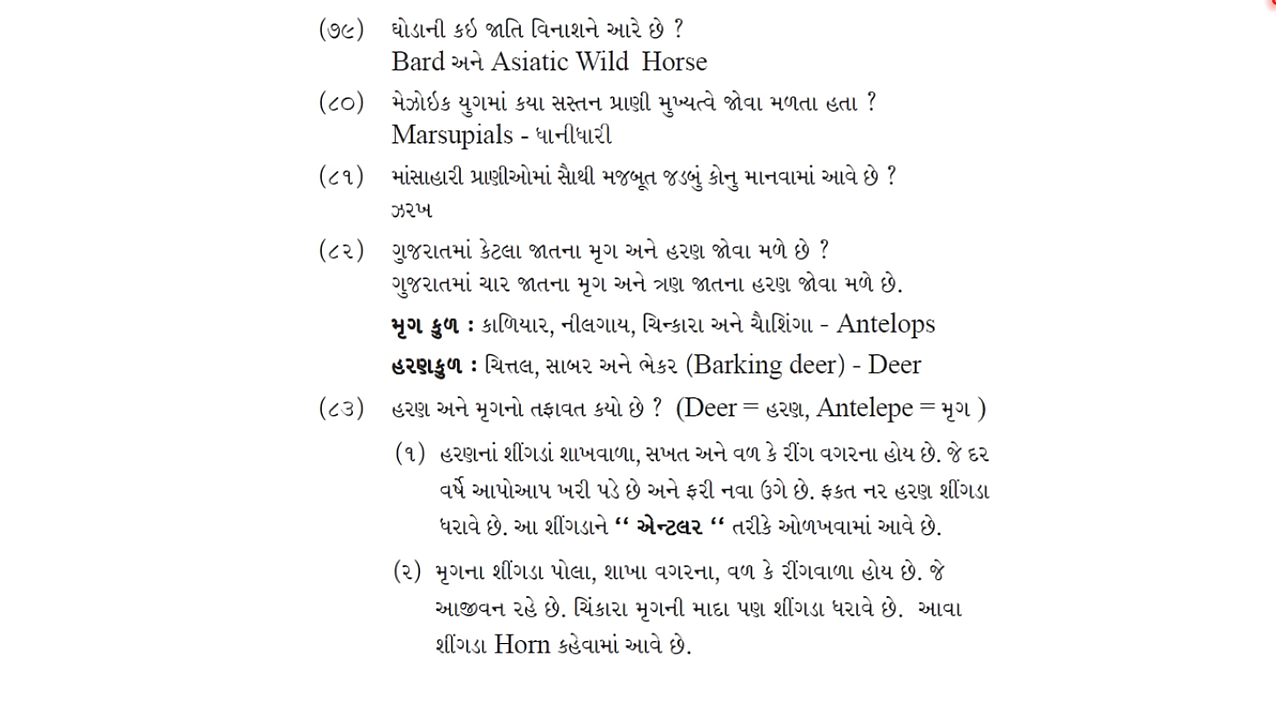 (૭૯) ઘોડાની કઇ જાતિ વિનાશને આરે છે ?
Bard અને Asiatic Wild Horse
(૮૦) મેઝોઇક યુગમાં કયા સસ્તન પ્રાણી મુખ્યત્વે જોવા મળતા હતા ?
Marsupials - ધાનીધારી
(૮૧) માંસાહારી પ્રાણીઓમાં સૌથી મજબૂત જડબું કોનુ માનવામાં આવે છે ?
ઝરખ
(૮૨) ગુજરાતમાં કેટલા જાતના મૃગ અને હરણ જોવા મળે છે ?
ગુજરાતમાં ચાર જાતના મૃગ અને ત્રણ જાતના હરણ જોવા મળે છે.
મૃગ કુળ : કાળિયાર, નીલગાય, ચિન્કારા અને ચૌશિંગા - Antelops
હરણકુળ : ચિત્તલ, સાબર અને ભેકર (Barking deer) - Deer
(૮૩) હરણ અને મૃગનો તફાવત કયો છે ? (Deer = હરણ, Antelepe = મૃગ )
(૧) હરણનાં શીંગડાં શાખવાળા, સખત અને વળ કે રીંગ વગરના હોય છે. જે દર
વર્ષે આપોઆપ ખરી પડે છે અને ફરી નવા ઉગે છે. ફકત નર હરણ શીંગડા
ધરાવે છે. આ શીંગડાને “ એન્ટલર “ તરીકે ઓળખવામાં આવે છે.
(૨) મૃગના શીંગડા પોલા, શાખા વગરના, વળ કે રીંગવાળા હોય છે. જે
આજીવન રહે છે. ચિંકારા મૃગની માદા પણ શીંગડા ધરાવે છે. આવા
શીંગડા Horn કહેવામાં આવે છે.